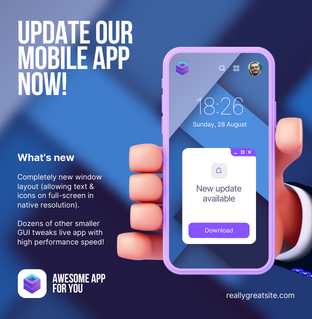 UPDATE OUR
MOBILE APP
NOW!
18:26
Sunday, 28 August
New update
available
Download
What's new
Completely new window
layout (allowing text &
icons on full-screen in
native resolution).
Dozens of other smaller
GUI tweaks live app with
high performance speed!
AWESOME APP
FOR YOU
reallygreatsite.com